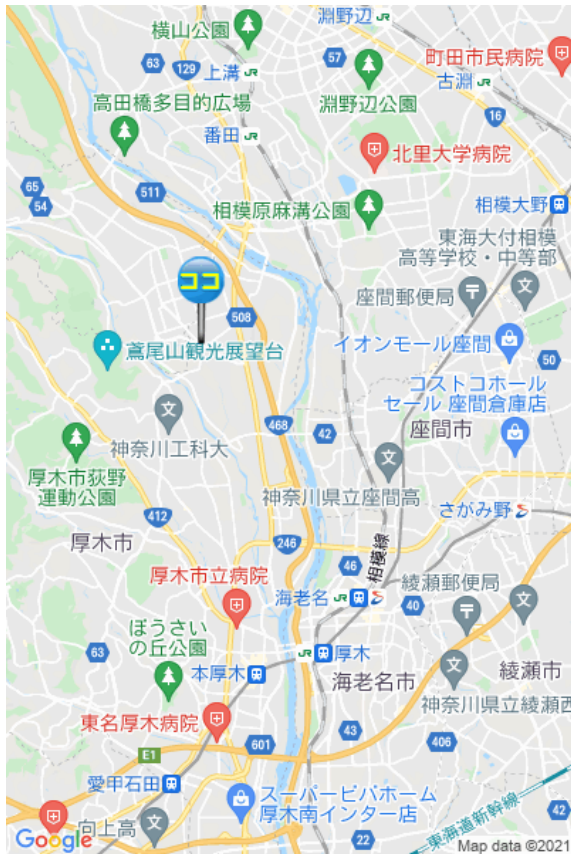 淵野辺 JR
横山公園
63
129
上溝 JR
57
町田市民病院
古淵 JR
高田橋多目的広場
淵野辺公園
16
番田 JR
北里大学病院
65
54
511
相模原麻溝公園
相模大野
東海大付相模
高等学校・中等部
ココ
座間郵便局
508
鳶尾山観光展望台
イオンモール座間
50
コストコホール
セール 座間倉庫店
468
42
座間市
神奈川工科大
厚木市荻野
運動公園
神奈川県立座間高
412
さがみ野
厚木市
246
相模線
46
厚木市立病院
綾瀬郵便局
海老名 JR
40
ぼうさい
の丘公園
63
JR 厚木
本厚木
海老名市
綾瀬市
神奈川県立綾瀬西
東名厚木病院
43
406
601
E1
愛甲石田
スーパービバホーム
厚木南インター店
42
向上高
22
東海道新幹線
Google
Map data ©2021